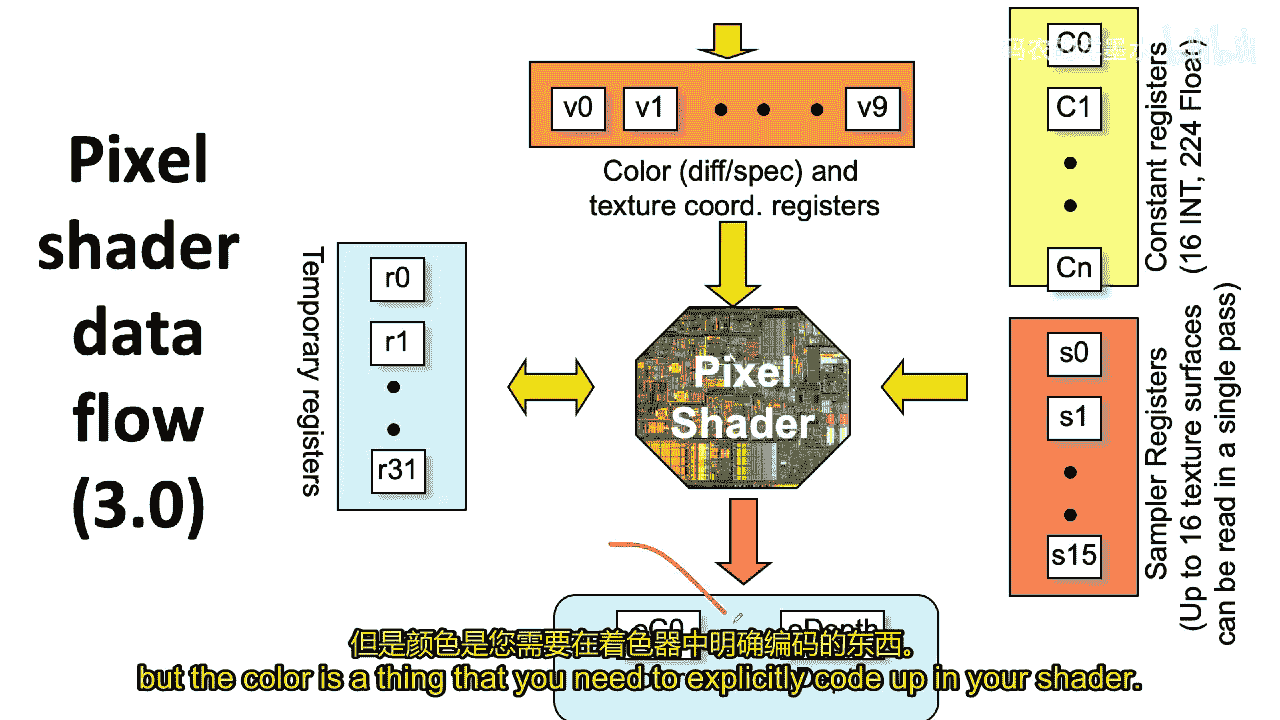 Pixel
shader
data
flow
(3.0)
v0
v1
v9
Color (diff/spec) and
texture coord. registers
Temporary registers
r0
r1
r31
Pixel
Shader
C0
C1
Cn
Constant registers
(16 INT, 224 Float)
s0
s1
s15
Sampler Registers
(Up to 16 texture surfaces
can be read in a single pass)
oC0
oDepth
但是颜色是您需要在着色器中明确编码的东西。
but the color is a thing that you need to explicitly code up in your shader.